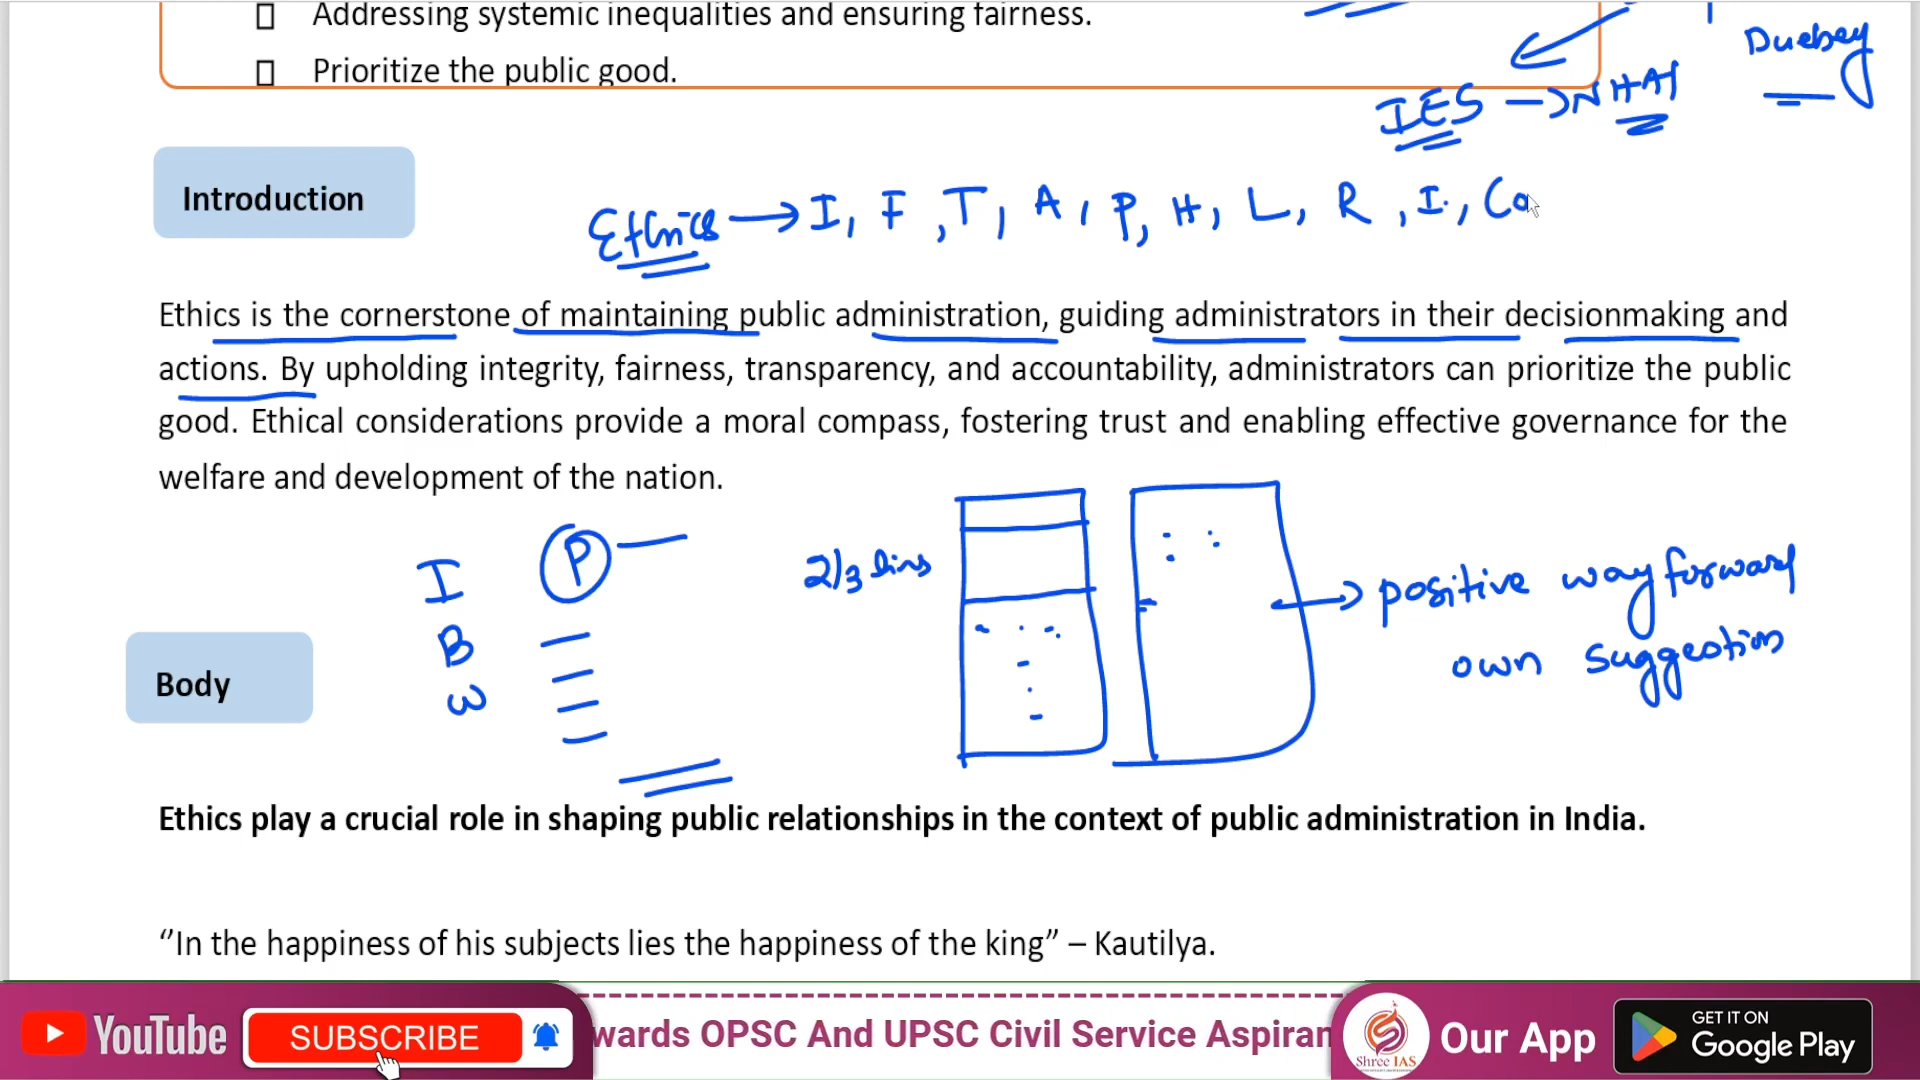 Addressing systemic inequalities and ensuring fairness.
Prioritize the public good.
Duebey
IES → NHAI
Introduction
Ethics → I, F, T, A, P, H, L, R, I, Co
Ethics is the cornerstone of maintaining public administration, guiding administrators in their decisionmaking and
actions. By upholding integrity, fairness, transparency, and accountability, administrators can prioritize the public
good. Ethical considerations provide a moral compass, fostering trust and enabling effective governance for the
welfare and development of the nation.
I P
B
W
2/3 lins
→ positive way forward
own suggestion
Body
Ethics play a crucial role in shaping public relationships in the context of public administration in India.
‘’In the happiness of his subjects lies the happiness of the king” – Kautilya.
YouTube
SUBSCRIBE
wards OPSC And UPSC Civil Service Aspiran
Shree IAS
Our App
GET IT ON
Google Play